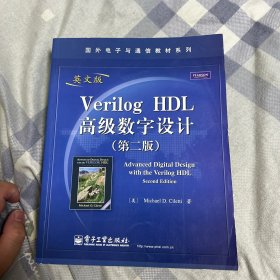 国外电子与通信教材系列
PEARSON
英文版
Verilog HDL
高级数字设计
(第二版)
Advanced Digital Design
with the Verilog HDL
Second Edition
[美] Michael D. Ciletti 著
Michael D. Ciletti
电子工业出版社